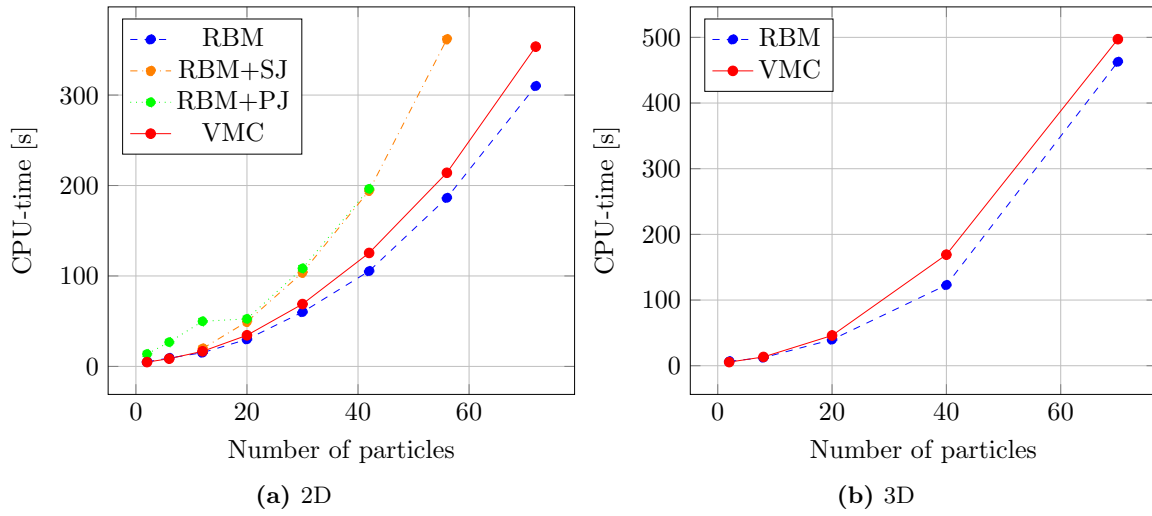 RBM
RBM+SJ
RBM+PJ
VMC
300
200
100
0
CPU-time [s]
0
20
40
60
Number of particles
(a) 2D
RBM
VMC
500
400
300
200
100
0
CPU-time [s]
0
20
40
60
Number of particles
(b) 3D